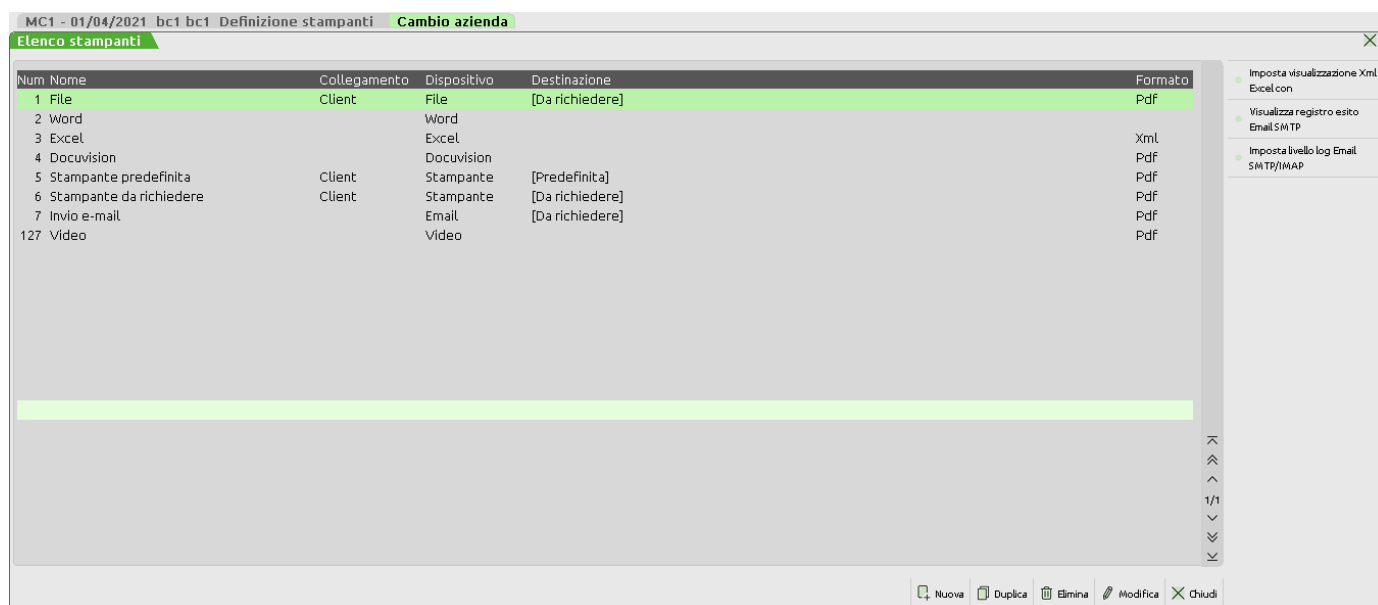 MC1 - 01/04/2021 bc1 bc1 Definizione stampanti Cambio azienda
Elenco stampanti
Num Nome Collegamento Dispositivo Destinazione Formato
1 File Client File [Da richiedere] Pdf
2 Word Word
3 Excel Excel Xml
4 Docuvision Docuvision Pdf
5 Stampante predefinita Client Stampante [Predefinita] Pdf
6 Stampante da richiedere Client Stampante [Da richiedere] Pdf
7 Invio e-mail Email [Da richiedere] Pdf
127 Video Video Pdf
1/1
Imposta visualizzazione Xml
Excel con
Visualizza registro esito
Email SMTP
Imposta livello log Email
SMTP/IMAP
Nuova Duplica Elimina Modifica Chiudi